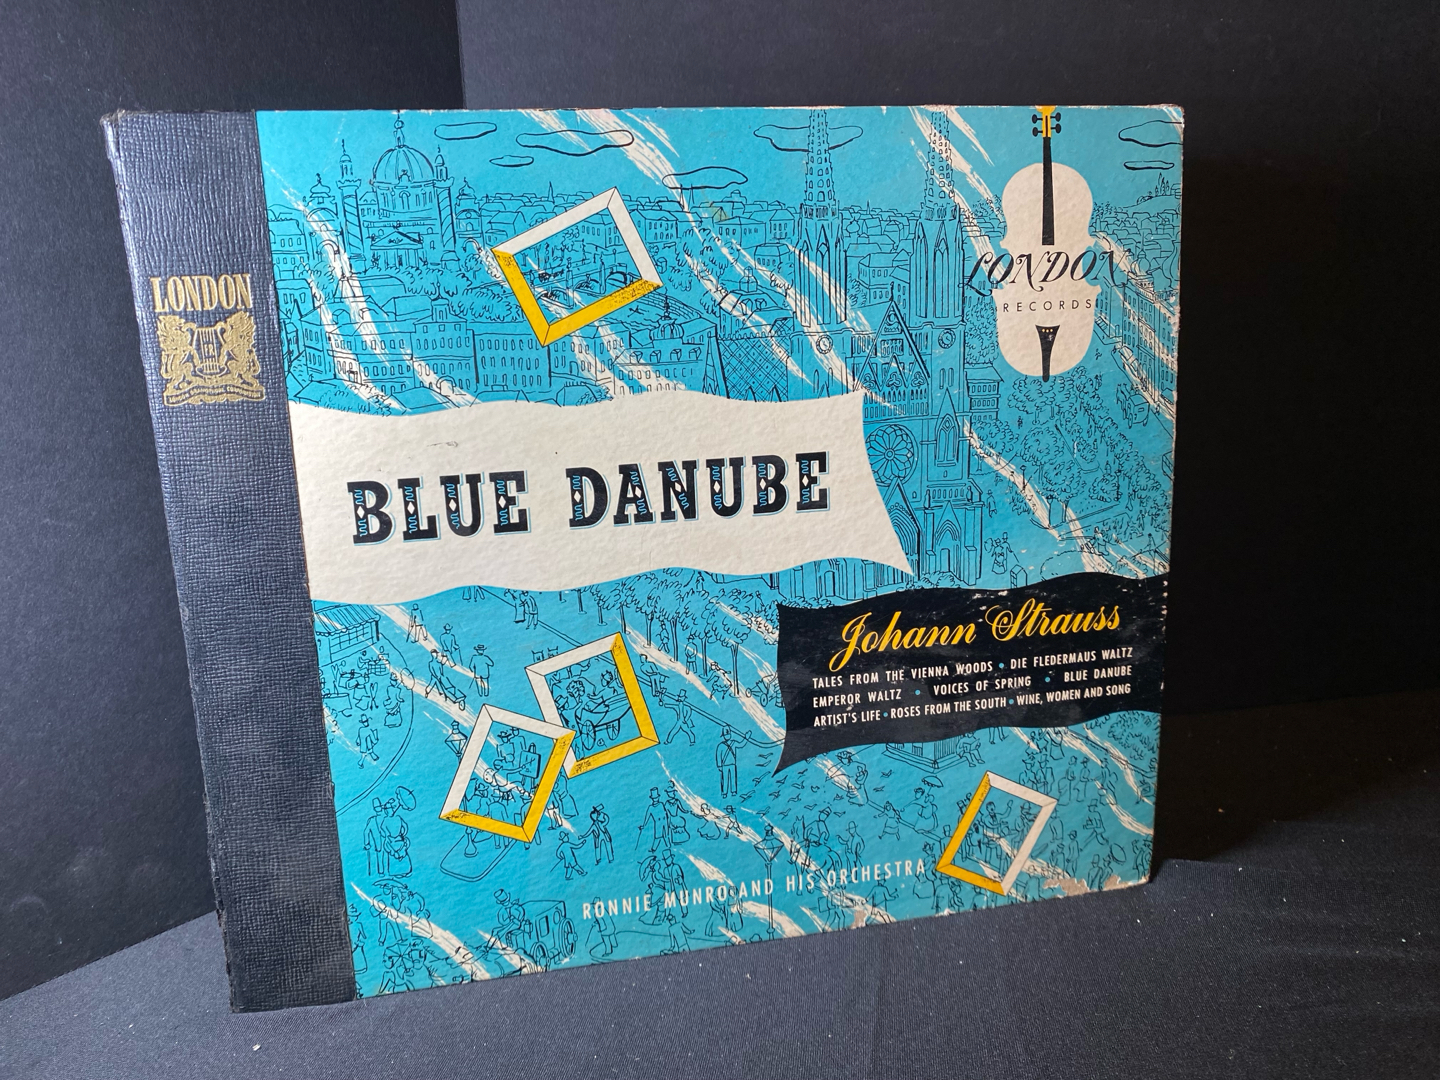 LONDON
LONDON
RECORDS
BLUE DANUBE
Johann Strauss
TALES FROM THE VIENNA WOODS • DIE FLEDERMAUS WALTZ
EMPEROR WALTZ • VOICES OF SPRING • BLUE DANUBE
ARTIST'S LIFE • ROSES FROM THE SOUTH • WINE, WOMEN AND SONG
RONNIE MUNRO AND HIS ORCHESTRA